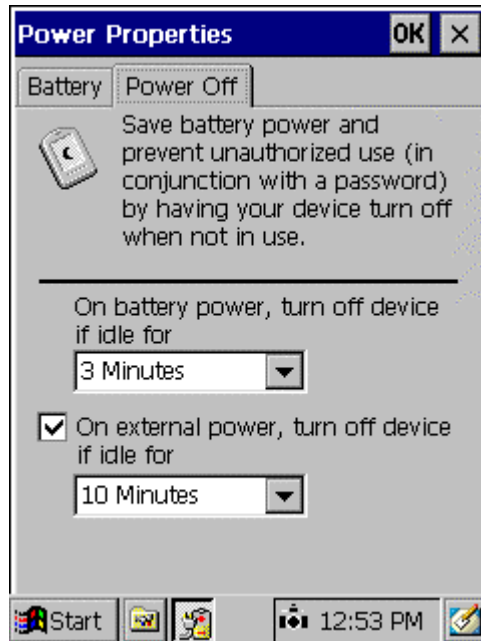 Power Properties
OK
Battery
Power Off
Save battery power and
prevent unauthorized use (in
conjunction with a password)
by having your device turn off
when not in use.
On battery power, turn off device
if idle for
3 Minutes
On external power, turn off device
if idle for
10 Minutes
Start
12:53 PM